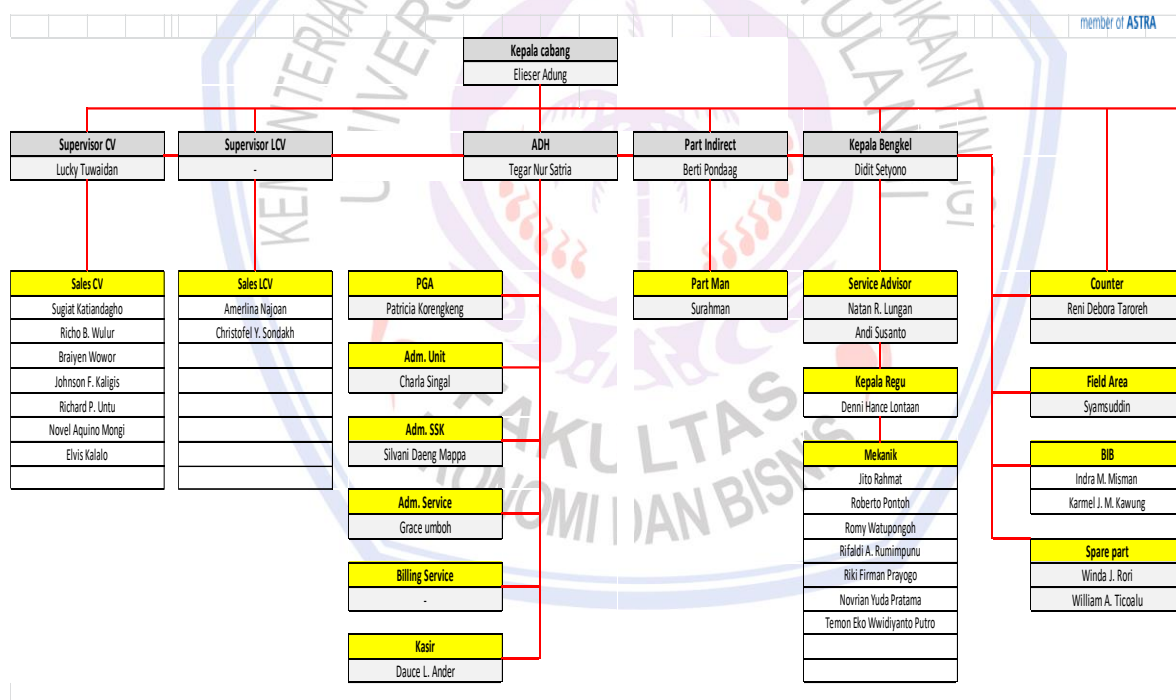 member of ASTRA
Kepala cabang
Elieser Adung
Supervisor CV
Lucky Tuwaidan
Supervisor LCV
-
ADH
Tegar Nur Satria
Part Indirect
Berti Pondaag
Kepala Bengkel
Didit Setyono
Sales CV
Sugiat Katiandagho
Richo B. Wulur
Braiyen Wowor
Johnson F. Kaligis
Richard P. Untu
Novel Aquino Mongi
Elvis Kalalo
Sales LCV
Amerlina Najoan
Christofel Y. Sondakh
PGA
Patricia Korengkeng
Adm. Unit
Charla Singal
Adm. SSK
Silvani Daeng Mappa
Adm. Service
Grace umboh
Billing Service
-
Kasir
Dauce L. Ander
Part Man
Surahman
Service Advisor
Natan R. Lungan
Andi Susanto
Kepala Regu
Denni Hance Lontaan
Mekanik
Jito Rahmat
Roberto Pontoh
Romy Watupongoh
Rifaldi A. Rumimpunu
Riki Firman Prayogo
Novrian Yuda Pratama
Temon Eko Wwidiyanto Putro
Counter
Reni Debora Taroreh
Field Area
Syamsuddin
BIB
Indra M. Misman
Karmel J. M. Kawung
Spare part
Winda J. Rori
William A. Ticoalu
FAKULTAS
EKONOMI DAN BISNIS